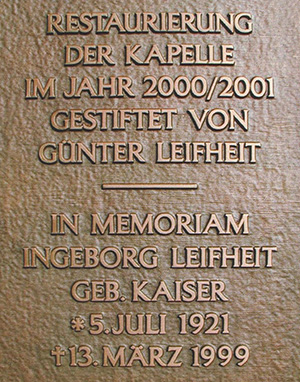 RESTAURIERUNG
DER KAPELLE
IM JAHR 2000/2001
GESTIFTET VON
GÜNTER LEIFHEIT
IN MEMORIAM
INGEBORG LEIFHEIT
GEB. KAISER
*5. JULI 1921
†13. MÄRZ 1999